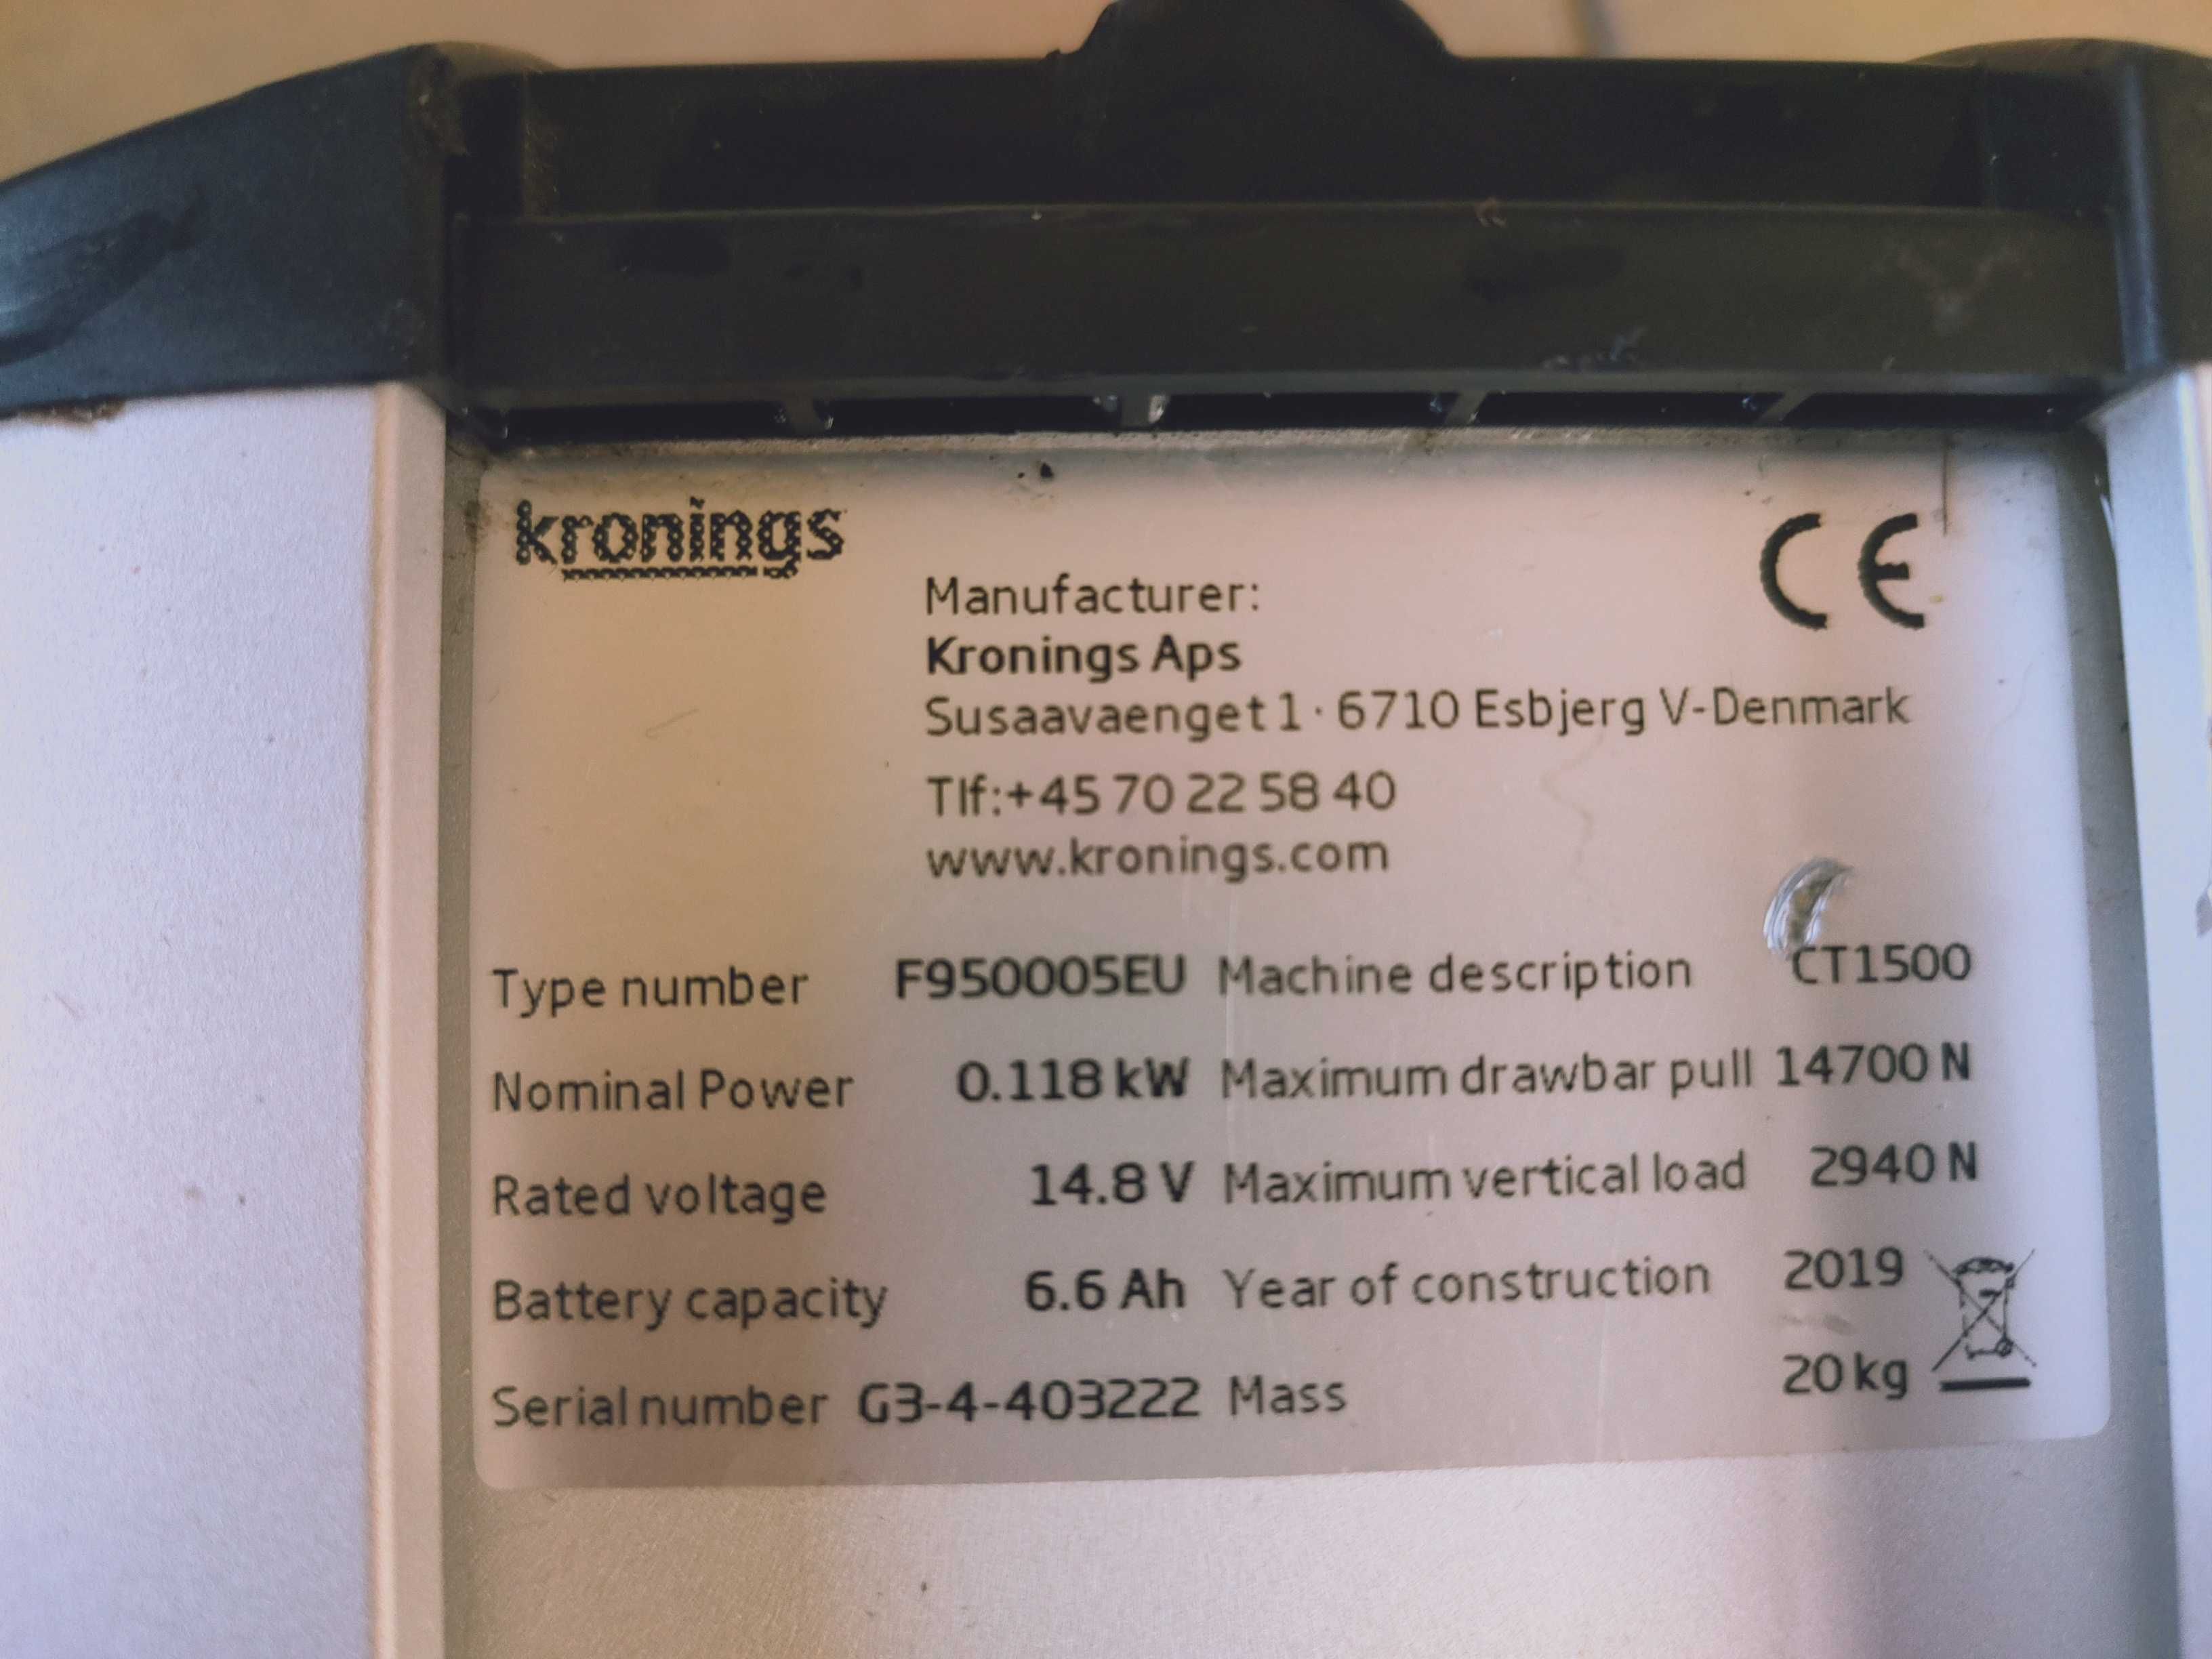 kronings
CE
Manufacturer:
Kronings Aps
Susaavaenget 1 · 6710 Esbjerg V-Denmark
Tlf:+45 70 22 58 40
www.kronings.com
Type number F950005EU Machine description CT1500
Nominal Power 0.118 kW Maximum drawbar pull 14700 N
Rated voltage 14.8 V Maximum vertical load 2940 N
Battery capacity 6.6 Ah Year of construction 2019
Serial number G3-4-403222 Mass 20 kg